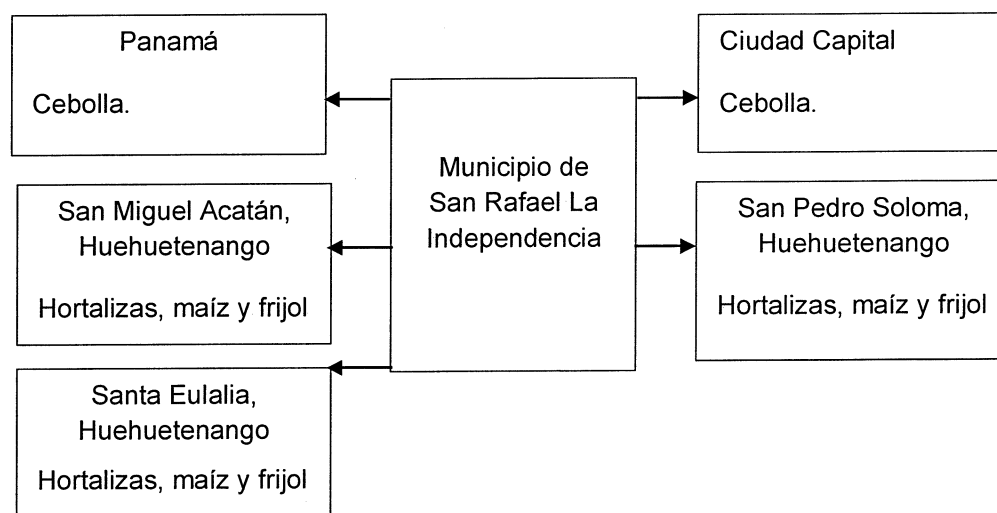 Panamá
Cebolla.
San Miguel Acatán,
Huehuetenango
Hortalizas, maíz y frijol
Santa Eulalia,
Huehuetenango
Hortalizas, maíz y frijol
Municipio de
San Rafael La
Independencia
Ciudad Capital
Cebolla.
San Pedro Soloma,
Huehuetenango
Hortalizas, maíz y frijol